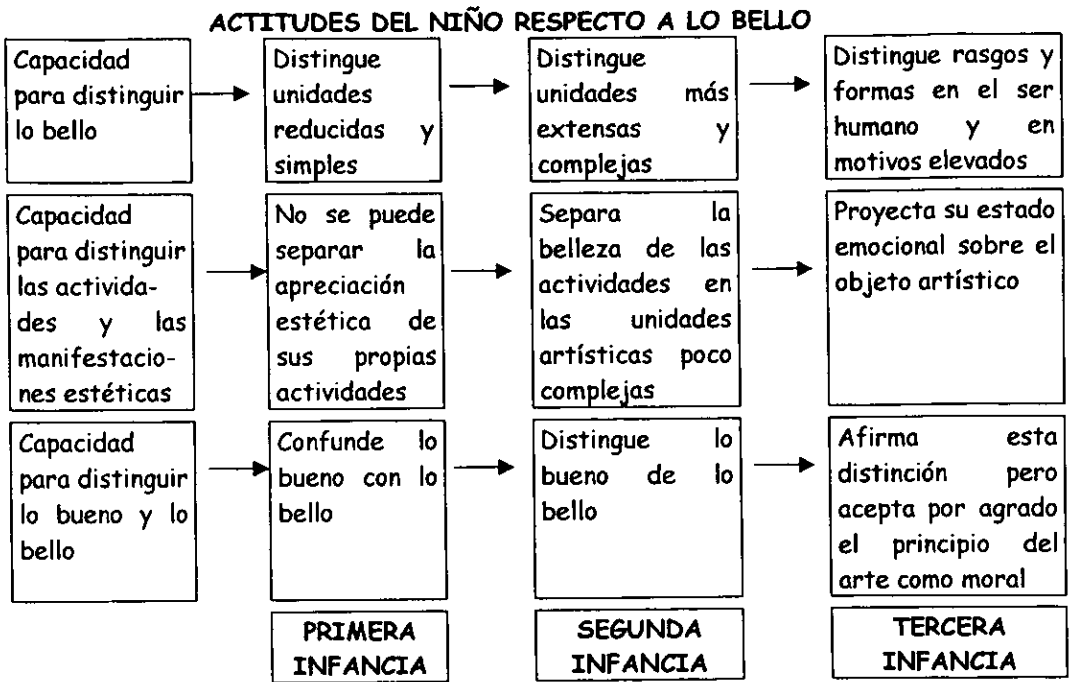 ACTITUDES DEL NIÑO RESPECTO A LO BELLO
Capacidad
para distinguir
lo bello
Distingue
unidades
reducidas y
simples
Distingue
unidades más
extensas y
complejas
Distingue rasgos y
formas en el ser
humano y en
motivos elevados
Capacidad
para distinguir
las activida-
des y las
manifestacio-
nes estéticas
No se puede
separar la
apreciación
estética de
sus propias
actividades
Separa la
belleza de las
actividades en
las unidades
artísticas poco
complejas
Proyecta su estado
emocional sobre el
objeto artístico
Capacidad
para distinguir
lo bueno y lo
bello
Confunde lo
bueno con lo
bello
Distingue lo
bueno de lo
bello
Afirma esta
distinción pero
acepta por agrado
el principio del
arte como moral
PRIMERA
INFANCIA
SEGUNDA
INFANCIA
TERCERA
INFANCIA